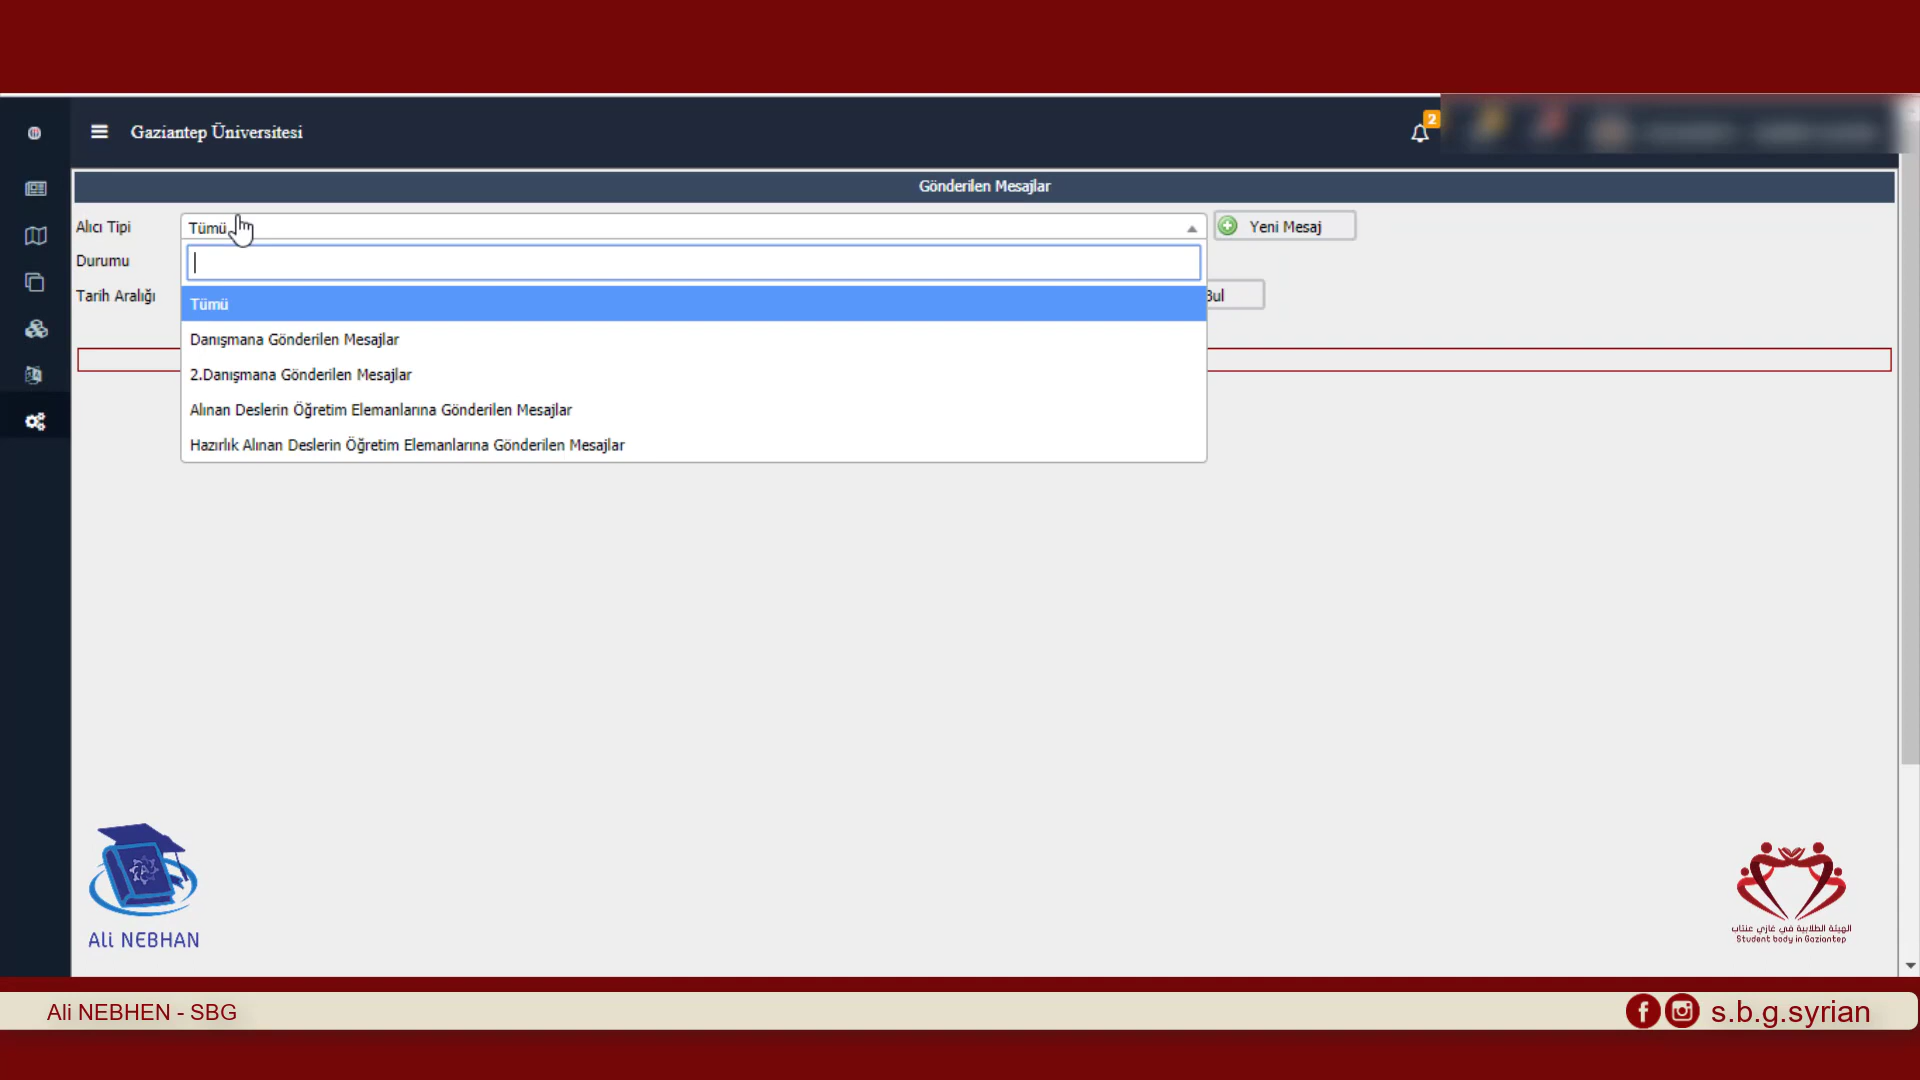 Gaziantep Üniversitesi
2
Gönderilen Mesajlar
Alıcı Tipi
Tümü
Yeni Mesaj
Durumu
Tarih Aralığı
Bul
Tümü
Danışmana Gönderilen Mesajlar
2.Danışmana Gönderilen Mesajlar
Alınan Deslerin Öğretim Elemanlarına Gönderilen Mesajlar
Hazırlık Alınan Deslerin Öğretim Elemanlarına Gönderilen Mesajlar
Ali NEBHAN
الهيئة الطلابية في غازي عنتاب
Student body in Gaziantep
Ali NEBHEN - SBG
s.b.g.syrian